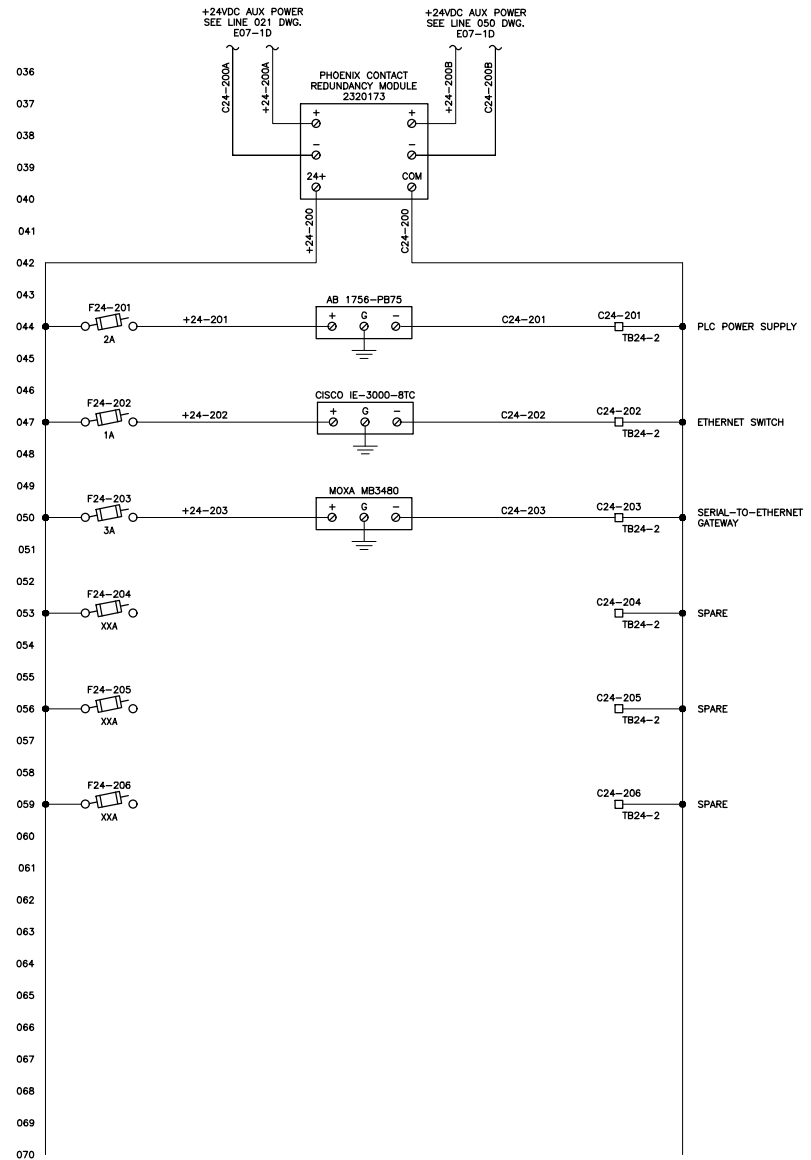 +24VDC AUX POWER
SEE LINE 021 DWG.
E07-1D
+24VDC AUX POWER
SEE LINE 050 DWG.
E07-1D
C24-200A
+24-200A
+24-200B
C24-200B
036
PHOENIX CONTACT
REDUNDANCY MODULE
2320173
037
+ +
038
- -
039
24+ COM
040
+24-200
C24-200
041
042
043
F24-201
AB 1756-PB75
C24-201
044
+24-201
+ G -
C24-201
PLC POWER SUPPLY
2A
TB24-2
045
046
F24-202
CISCO IE-3000-8TC
C24-202
047
+24-202
+ G -
C24-202
ETHERNET SWITCH
1A
TB24-2
048
049
F24-203
MOXA MB3480
C24-203
050
+24-203
+ G -
C24-203
SERIAL-TO-ETHERNET
GATEWAY
3A
TB24-2
051
052
F24-204
C24-204
053
SPARE
XXA
TB24-2
054
055
F24-205
C24-205
056
SPARE
XXA
TB24-2
057
058
F24-206
C24-206
059
SPARE
XXA
TB24-2
060
061
062
063
064
065
066
067
068
069
070